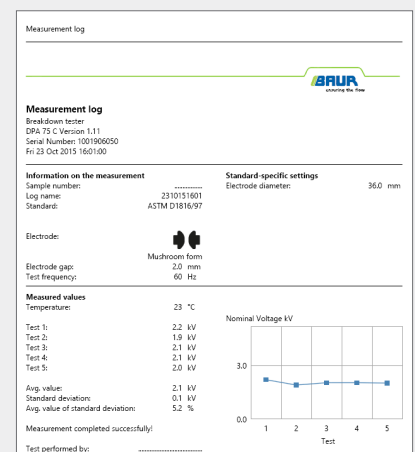 Measurement log
BAUR
ensuring the flow
Measurement log
Breakdown tester
DPA 75 C Version 1.11
Serial Number: 1001906050
Fri 23 Oct 2015 16:01:00
Information on the measurement
Sample number: ............
Log name: 2310151601
Standard: ASTM D1816/97
Standard-specific settings
Electrode diameter: 36.0 mm
Electrode:
Mushroom form
Electrode gap: 2.0 mm
Test frequency: 60 Hz
Measured values
Temperature: 23 °C
Test 1: 2.2 kV
Test 2: 1.9 kV
Test 3: 2.1 kV
Test 4: 2.1 kV
Test 5: 2.0 kV
Avg. value: 2.1 kV
Standard deviation: 0.1 kV
Avg. value of standard deviation: 5.2 %
Measurement completed successfully!
Test performed by: ............................
Nominal Voltage kV
3.0
0.0
1 2 3 4 5
Test